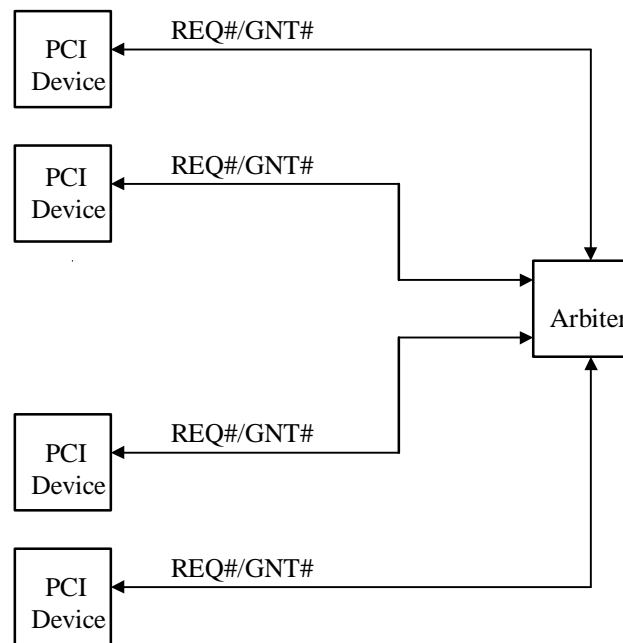 REQ#/GNT#
PCI
Device
REQ#/GNT#
PCI
Device
Arbiter
REQ#/GNT#
PCI
Device
REQ#/GNT#
PCI
Device